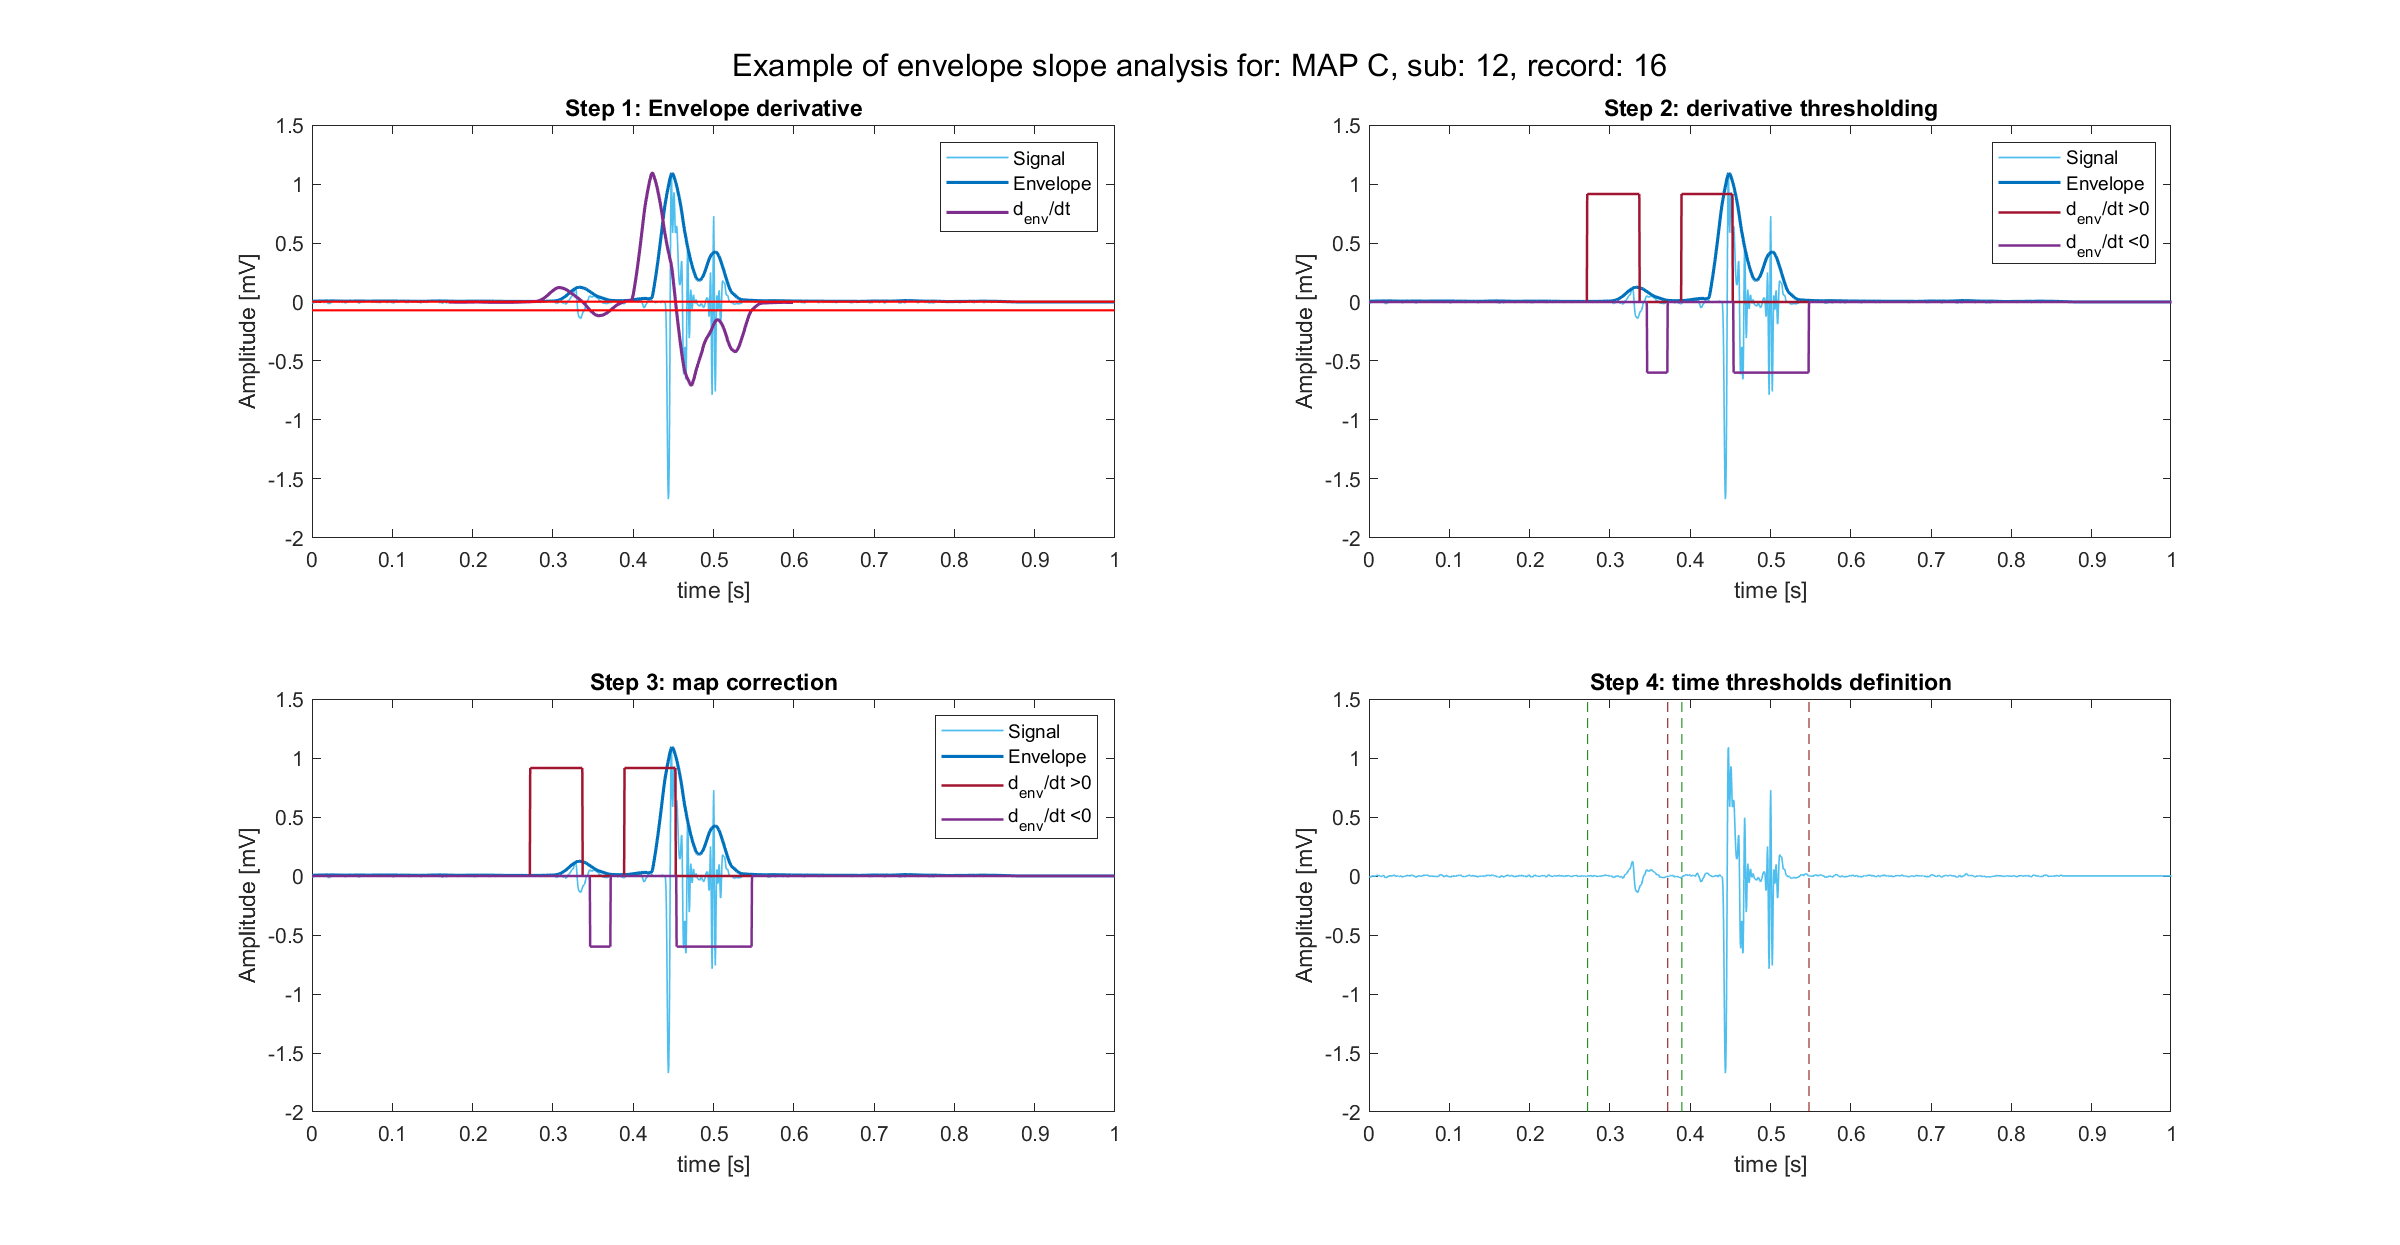 Example of envelope slope analysis for: MAP C, sub: 12, record: 16
Step 1: Envelope derivative
1.5
1
0.5
0
-0.5
-1
-1.5
-2
Amplitude [mV]
Signal
Envelope
d_env/dt
0 0.1 0.2 0.3 0.4 0.5 0.6 0.7 0.8 0.9 1
time [s]
Step 2: derivative thresholding
1.5
1
0.5
0
-0.5
-1
-1.5
-2
Amplitude [mV]
Signal
Envelope
d_env/dt >0
d_env/dt <0
0 0.1 0.2 0.3 0.4 0.5 0.6 0.7 0.8 0.9 1
time [s]
Step 3: map correction
1.5
1
0.5
0
-0.5
-1
-1.5
-2
Amplitude [mV]
Signal
Envelope
d_env/dt >0
d_env/dt <0
0 0.1 0.2 0.3 0.4 0.5 0.6 0.7 0.8 0.9 1
time [s]
Step 4: time thresholds definition
1.5
1
0.5
0
-0.5
-1
-1.5
-2
Amplitude [mV]
0 0.1 0.2 0.3 0.4 0.5 0.6 0.7 0.8 0.9 1
time [s]